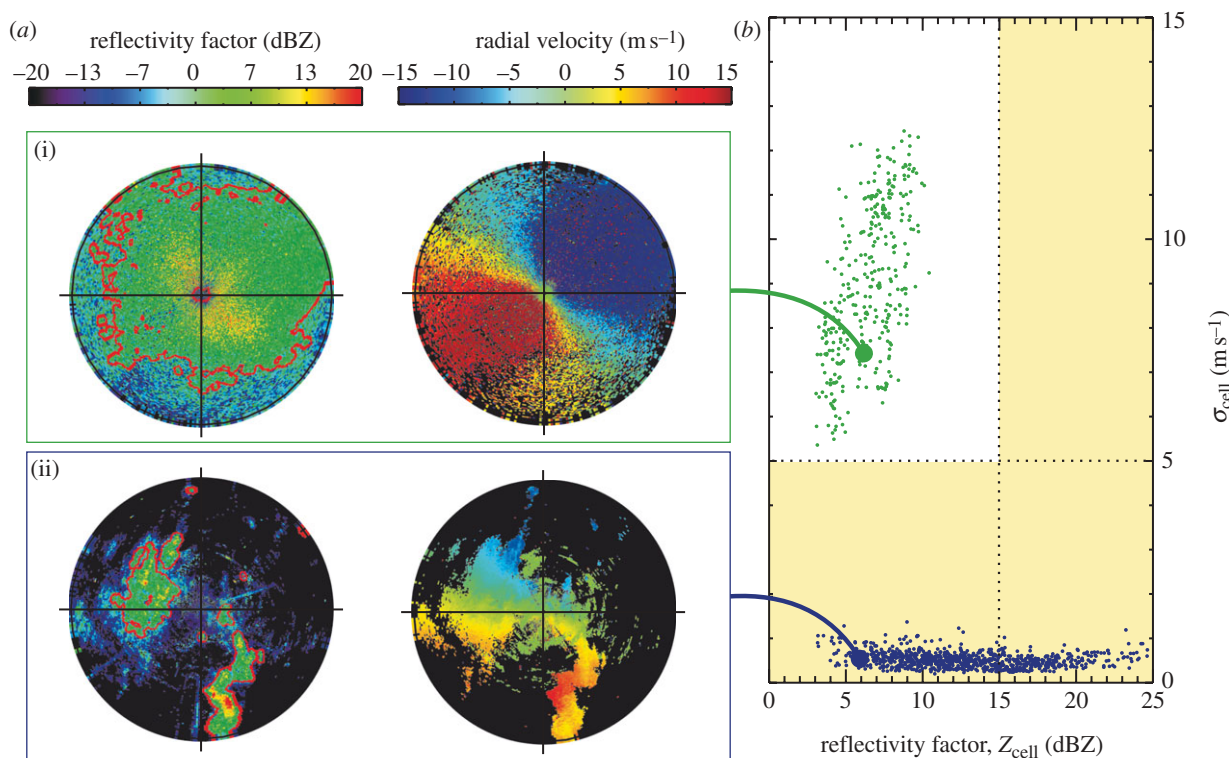 (a)
reflectivity factor (dBZ)
–20 –13 –7 0 7 13 20
radial velocity (m s–1)
–15 –10 –5 0 5 10 15
(i)
(ii)
(b)
15
10
5
0
σcell (m s–1)
0 5 10 15 20 25
reflectivity factor, Zcell (dBZ)